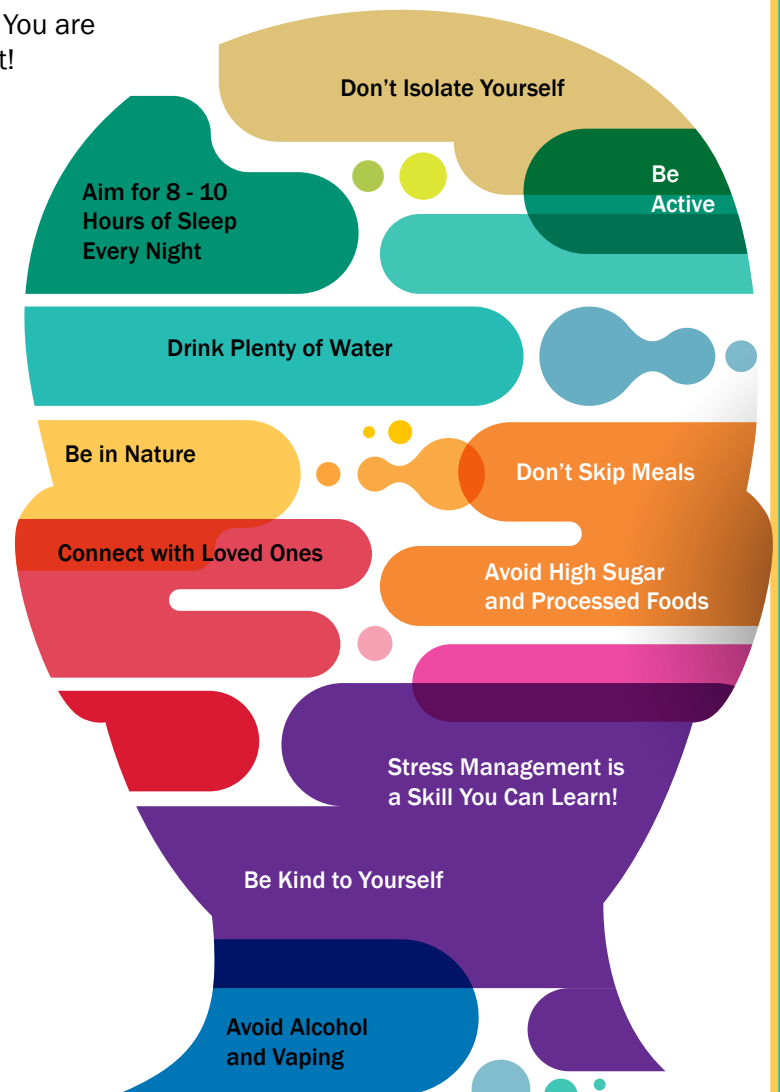 You are
t!
Don’t Isolate Yourself
Be
Active
Aim for 8 - 10
Hours of Sleep
Every Night
Drink Plenty of Water
Be in Nature
Don’t Skip Meals
Connect with Loved Ones
Avoid High Sugar
and Processed Foods
Stress Management is
a Skill You Can Learn!
Be Kind to Yourself
Avoid Alcohol
and Vaping